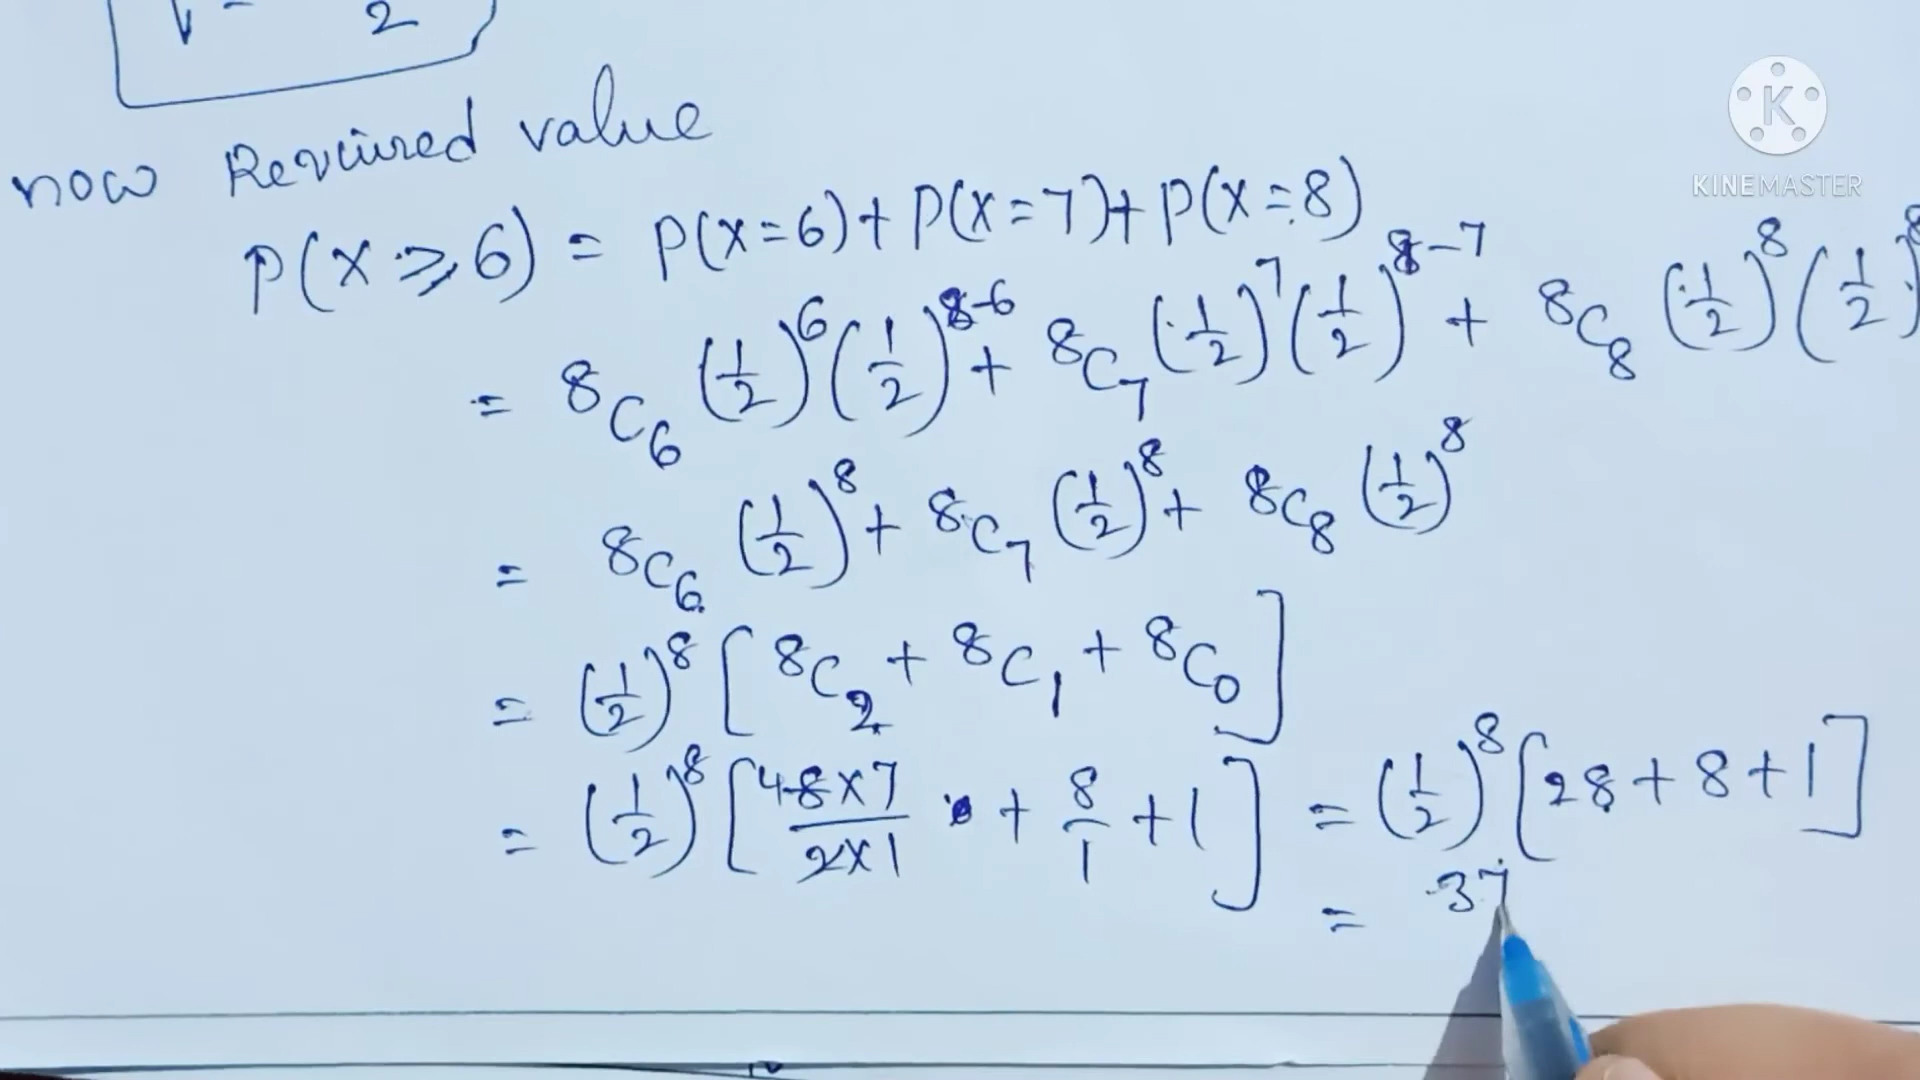 2
now Required value
P(X ≥ 6) = P(X = 6) + P(X = 7) + P(X = 8)
= 8C6 (1/2)^6 (1/2)^8-6 + 8C7 (1/2)^7 (1/2)^8-7 + 8C8 (1/2)^8 (1/2)^8
= 8C6 (1/2)^8 + 8C7 (1/2)^8 + 8C8 (1/2)^8
= (1/2)^8 [8C2 + 8C1 + 8C0]
= (1/2)^8 [4 8×7/2×1 + 8/1 + 1] = (1/2)^8 [28 + 8 + 1]
= 37
K
KINEMASTER